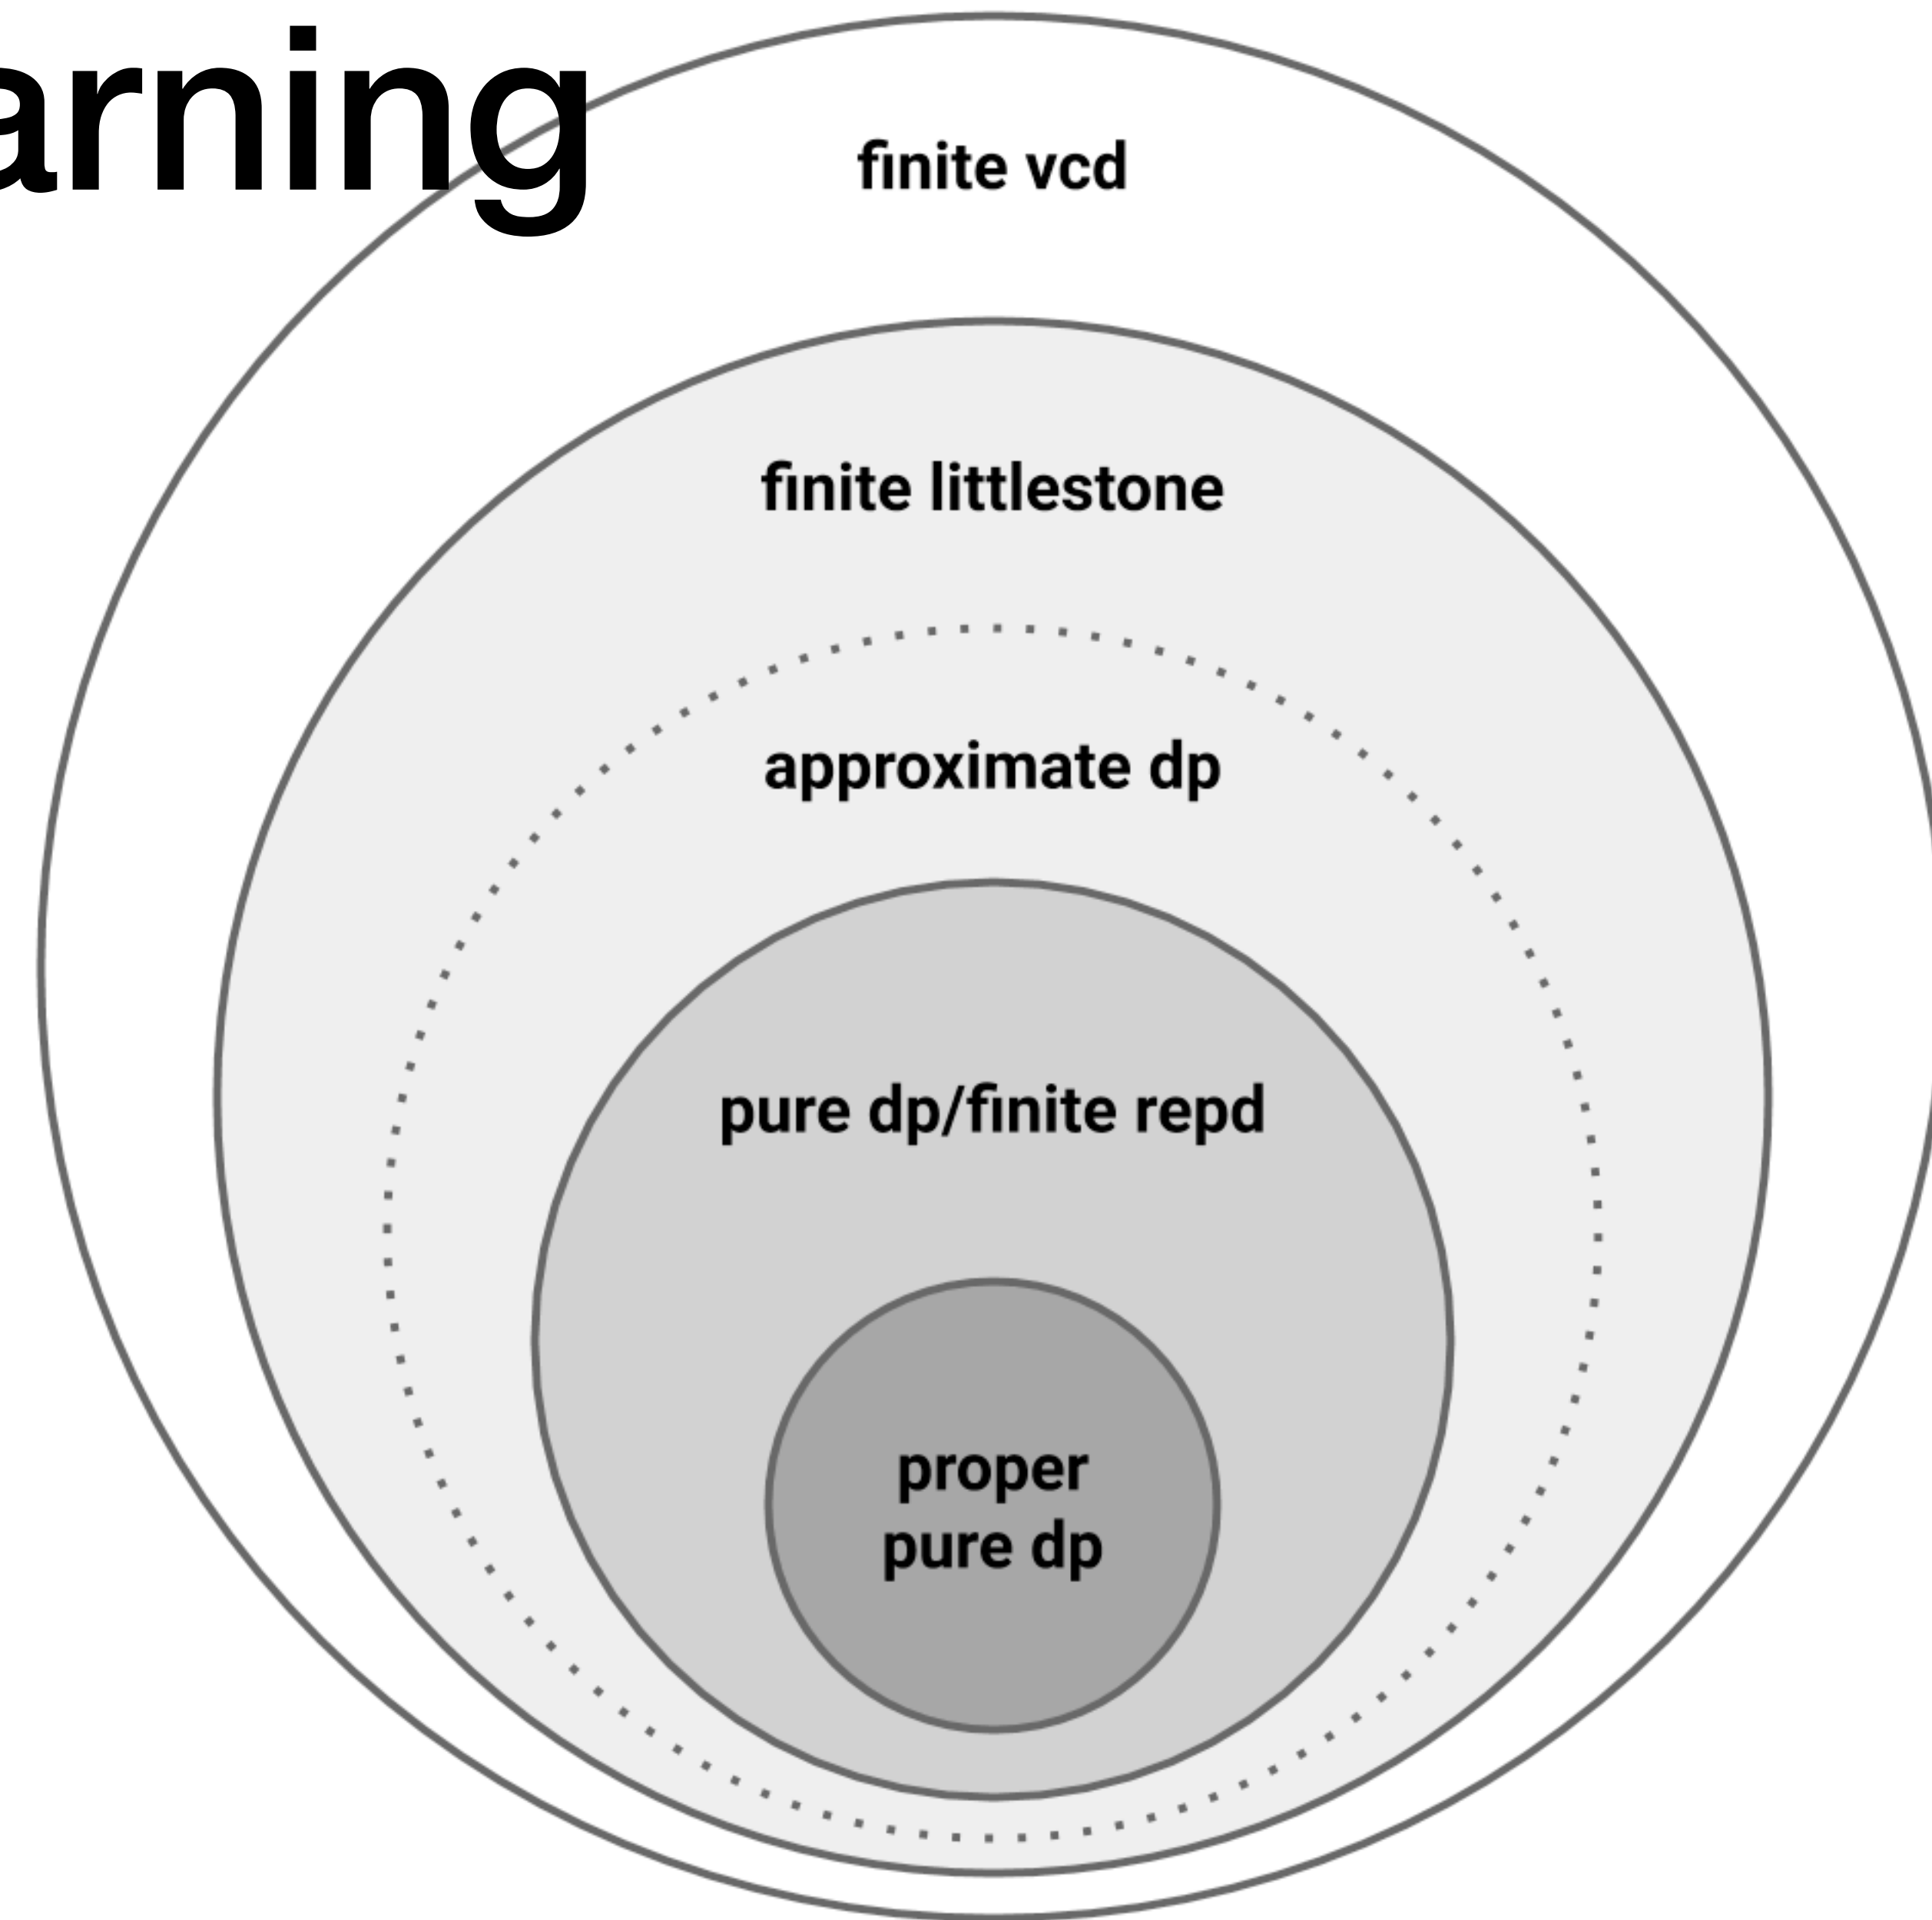 arning
finite vcd
finite littlestone
approximate dp
pure dp/finite repd
proper
pure dp